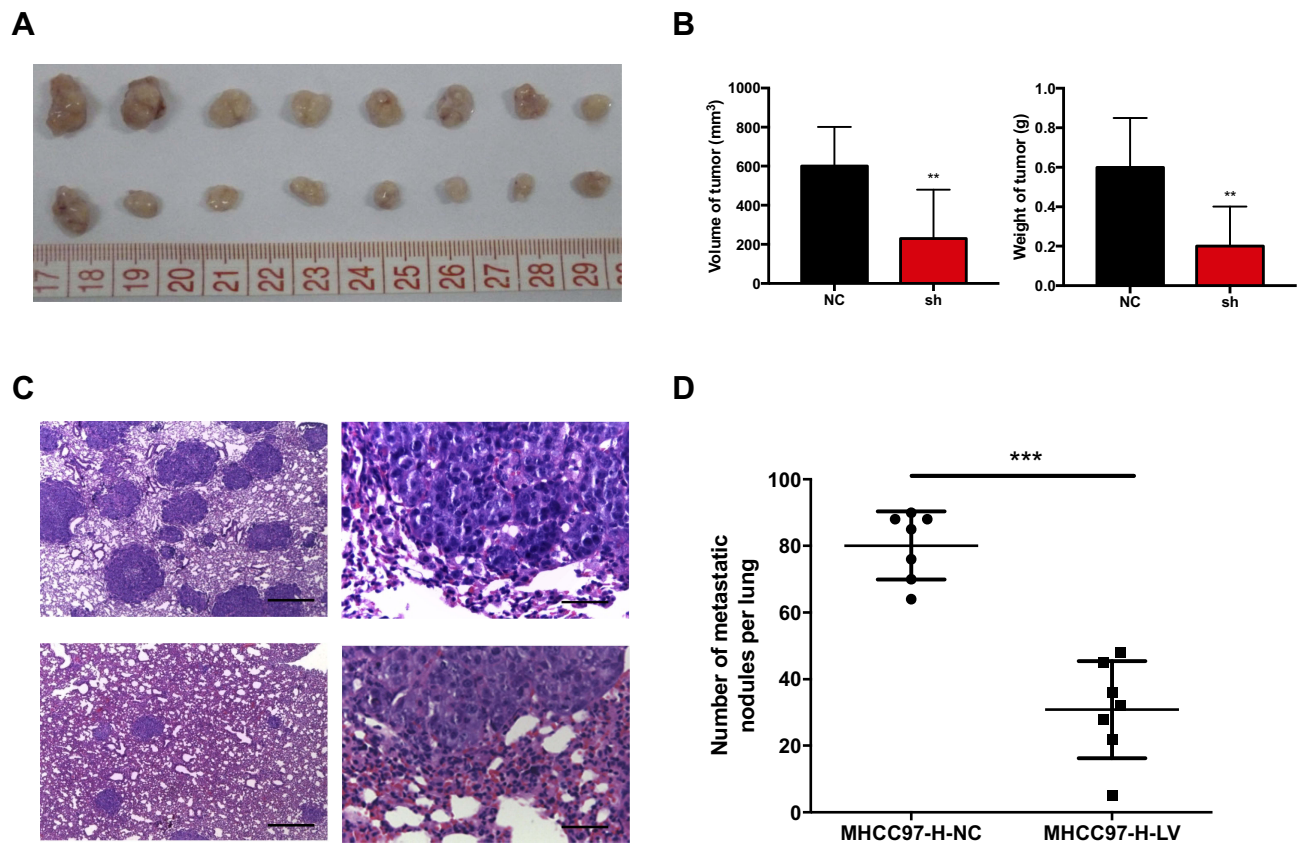 A
B
1000
800
600
400
200
0
Volume of tumor (mm³)
NC
sh
**
1.0
0.8
0.6
0.4
0.2
0.0
Weight of tumor (g)
NC
sh
**
17 18 19 20 21 22 23 24 25 26 27 28 29
C
D
***
100
80
60
40
20
0
Number of metastatic
nodules per lung
MHCC97-H-NC
MHCC97-H-LV